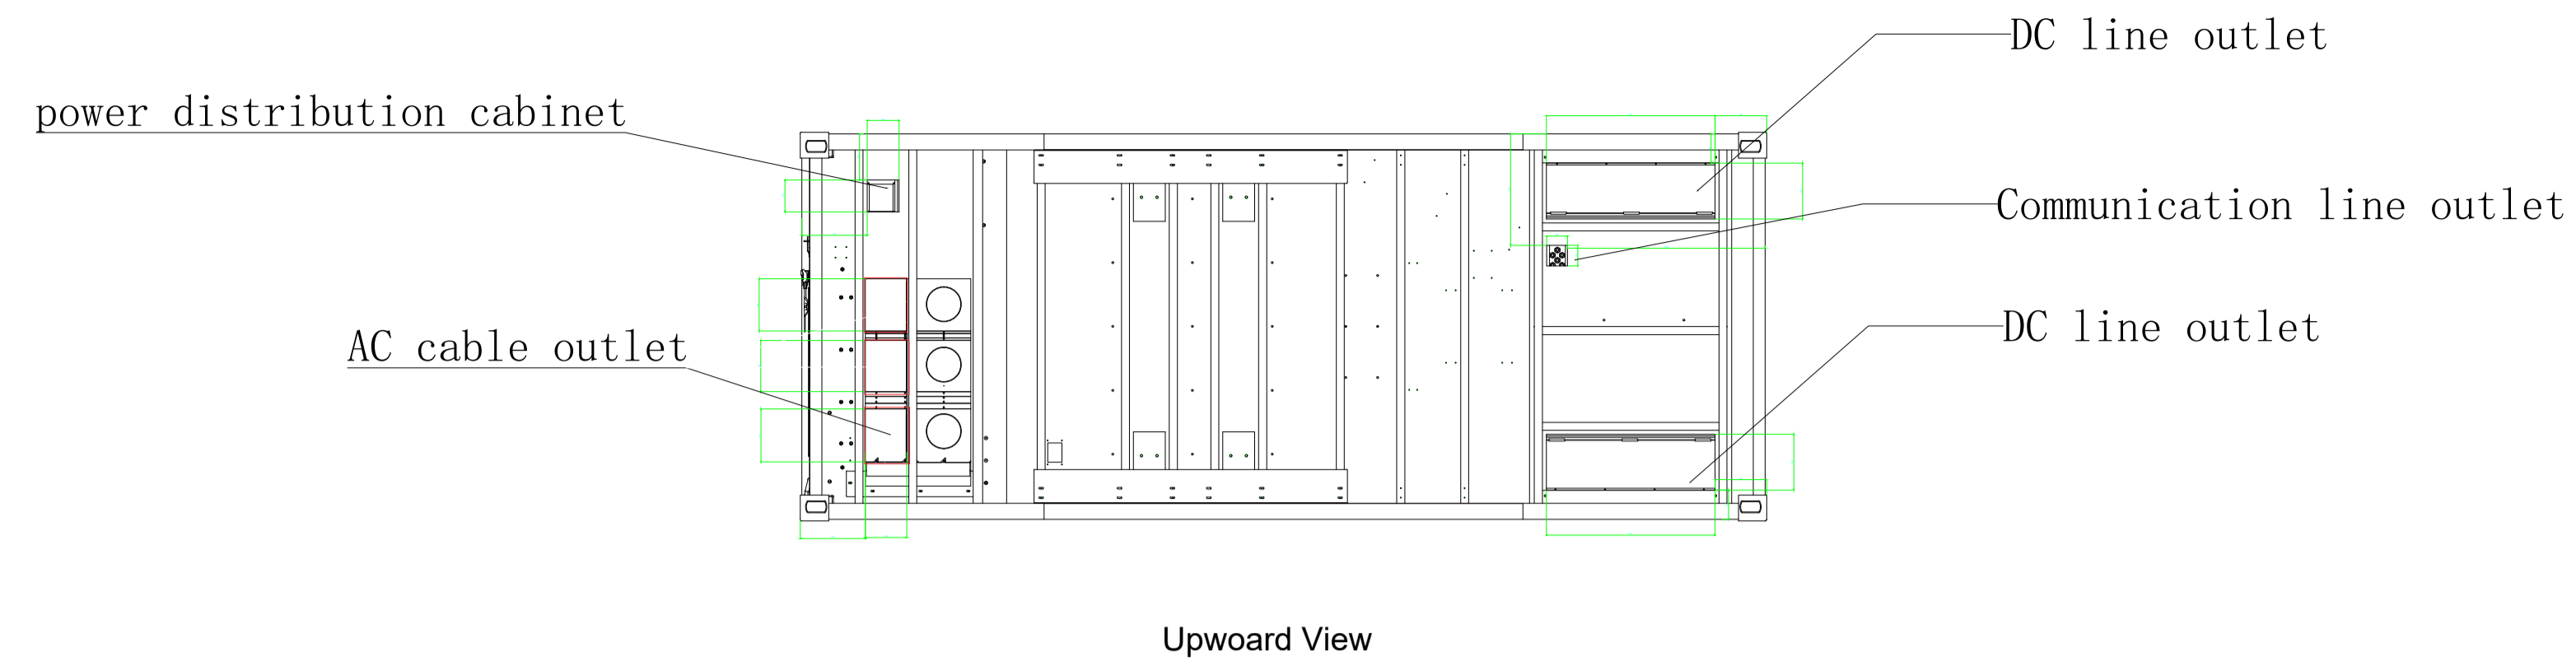 DC line outlet
power distribution cabinet
Communication line outlet
DC line outlet
AC cable outlet
Upwoard View